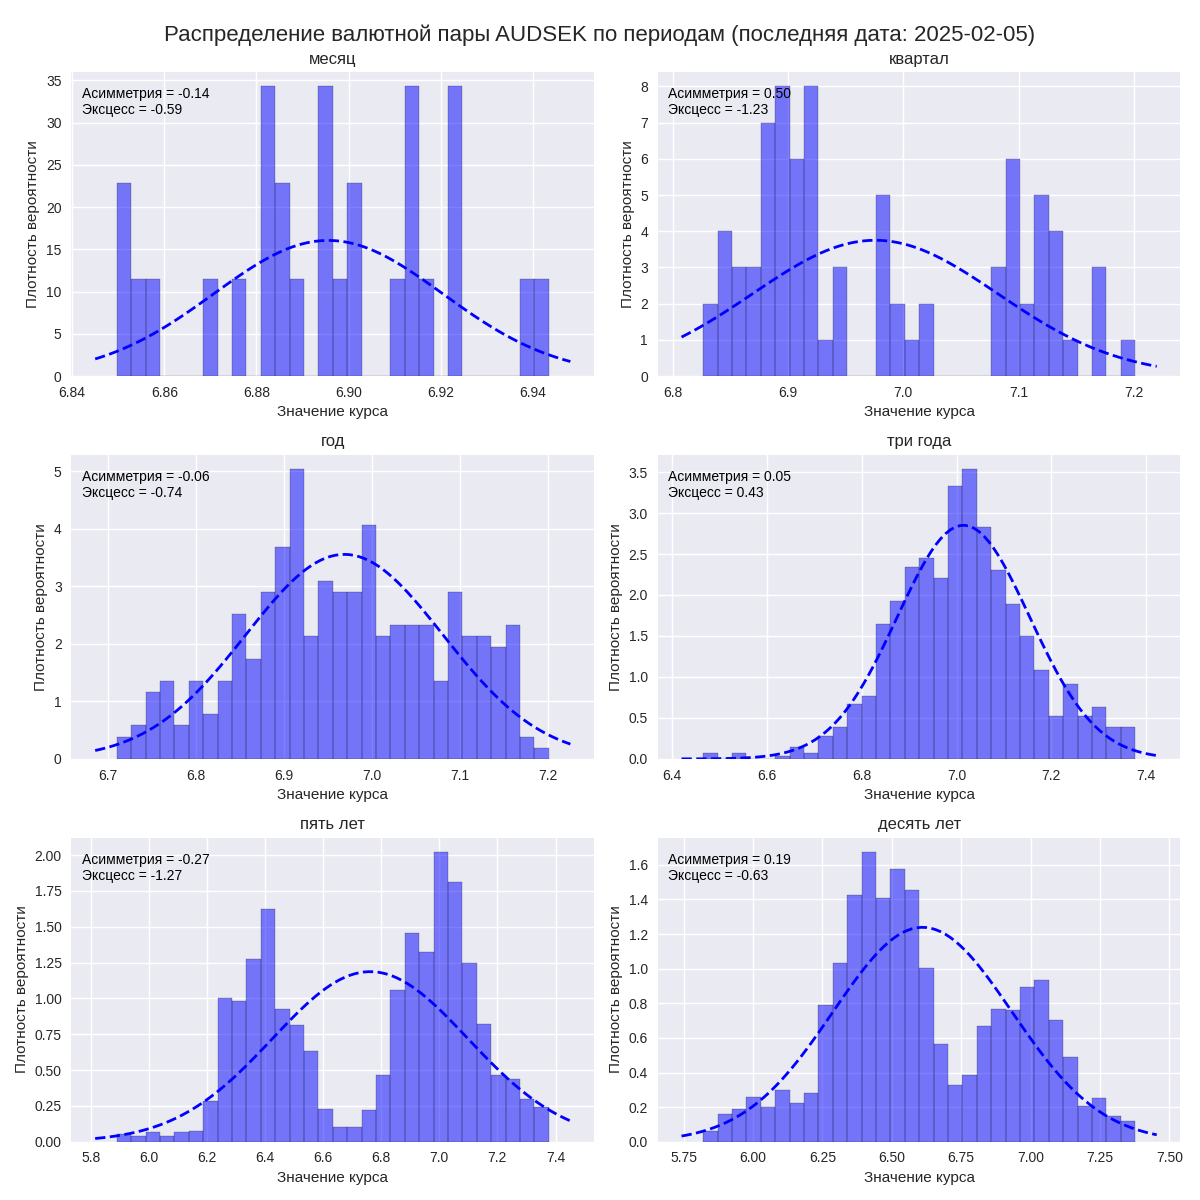 Распределение валютной пары AUDSEK по периодам (последняя дата: 2025-02-05)
месяц
Асимметрия = -0.14
Эксцесс = -0.59
Плотность вероятности
35
30
25
20
15
10
5
0
6.84 6.86 6.88 6.90 6.92 6.94
Значение курса
квартал
Асимметрия = 0.50
Эксцесс = -1.23
Плотность вероятности
8
7
6
5
4
3
2
1
0
6.8 6.9 7.0 7.1 7.2
Значение курса
год
Асимметрия = -0.06
Эксцесс = -0.74
Плотность вероятности
5
4
3
2
1
0
6.7 6.8 6.9 7.0 7.1 7.2
Значение курса
три года
Асимметрия = 0.05
Эксцесс = 0.43
Плотность вероятности
3.5
3.0
2.5
2.0
1.5
1.0
0.5
0.0
6.4 6.6 6.8 7.0 7.2 7.4
Значение курса
пять лет
Асимметрия = -0.27
Эксцесс = -1.27
Плотность вероятности
2.00
1.75
1.50
1.25
1.00
0.75
0.50
0.25
0.00
5.8 6.0 6.2 6.4 6.6 6.8 7.0 7.2 7.4
Значение курса
десять лет
Асимметрия = 0.19
Эксцесс = -0.63
Плотность вероятности
1.6
1.4
1.2
1.0
0.8
0.6
0.4
0.2
0.0
5.75 6.00 6.25 6.50 6.75 7.00 7.25 7.50
Значение курса